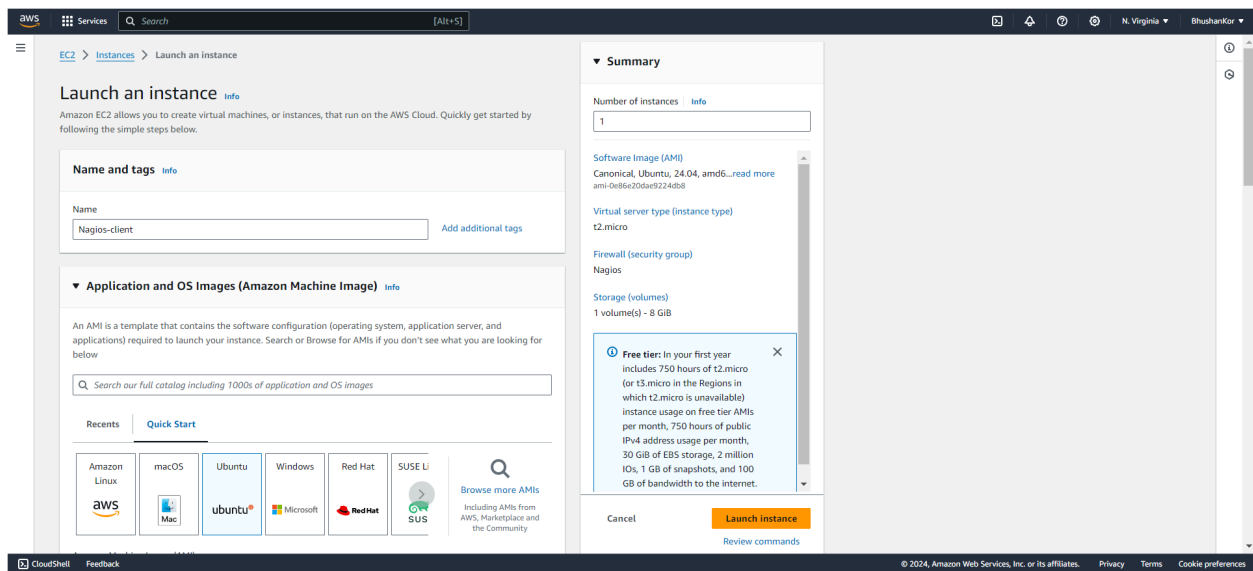 aws
Services
Search
[Alt+S]
N. Virginia
BhushanKor
EC2 > Instances > Launch an instance
Launch an instance Info
Amazon EC2 allows you to create virtual machines, or instances, that run on the AWS Cloud. Quickly get started by
following the simple steps below.
Name and tags Info
Name
Nagios-client
Add additional tags
Application and OS Images (Amazon Machine Image) Info
An AMI is a template that contains the software configuration (operating system, application server, and
applications) required to launch your instance. Search or Browse for AMIs if you don't see what you are looking for
below
Search our full catalog including 1000s of application and OS images
Recents
Quick Start
Amazon
Linux
aws
macOS
Mac
Ubuntu
ubuntu
Windows
Microsoft
Red Hat
RedHat
SUSE Li
SUS
Browse more AMIs
Including AMIs from
AWS, Marketplace and
the Community
Summary
Number of instances Info
1
Software Image (AMI)
Canonical, Ubuntu, 24.04, amd6...read more
ami-0e86e20dae9224db8
Virtual server type (instance type)
t2.micro
Firewall (security group)
Nagios
Storage (volumes)
1 volume(s) - 8 GiB
Free tier: In your first year
includes 750 hours of t2.micro
(or t3.micro in the Regions in
which t2.micro is unavailable)
instance usage on free tier AMIs
per month, 750 hours of public
IPv4 address usage per month,
30 GiB of EBS storage, 2 million
IOs, 1 GB of snapshots, and 100
GB of bandwidth to the internet.
Cancel
Launch instance
Review commands
CloudShell
Feedback
© 2024, Amazon Web Services, Inc. or its affiliates.
Privacy
Terms
Cookie preferences